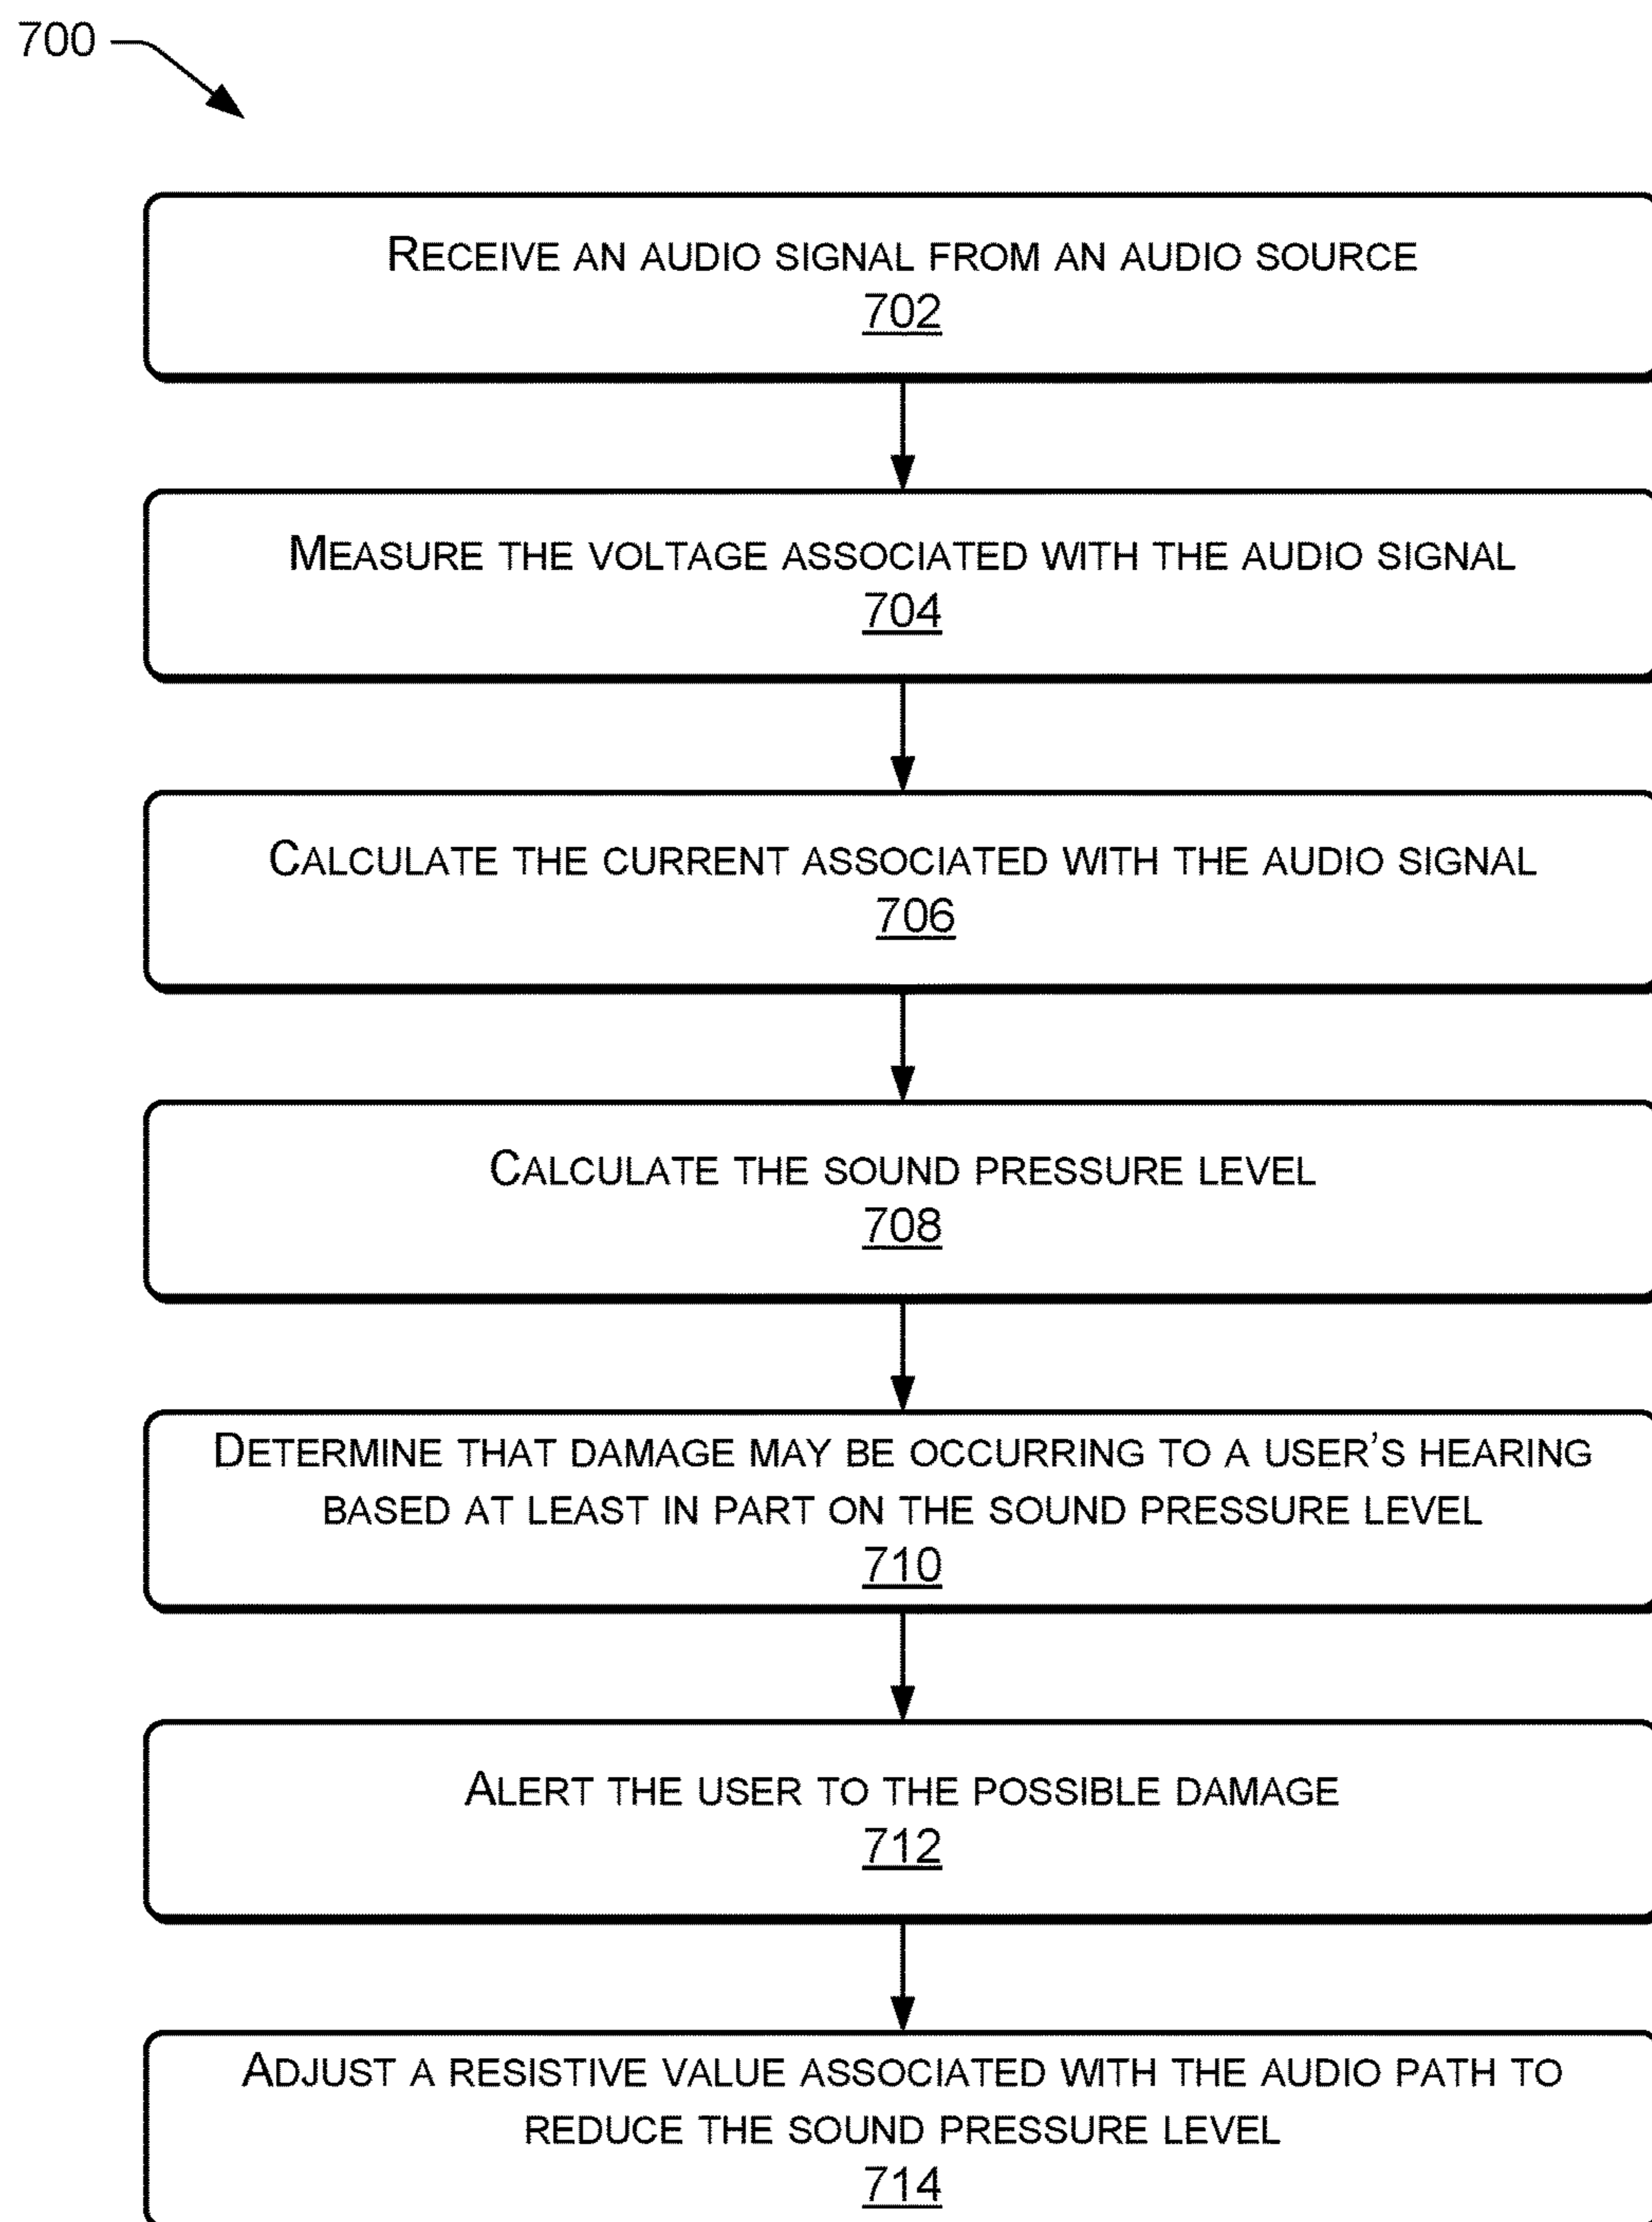 700
RECEIVE AN AUDIO SIGNAL FROM AN AUDIO SOURCE
702
MEASURE THE VOLTAGE ASSOCIATED WITH THE AUDIO SIGNAL
704
CALCULATE THE CURRENT ASSOCIATED WITH THE AUDIO SIGNAL
706
CALCULATE THE SOUND PRESSURE LEVEL
708
DETERMINE THAT DAMAGE MAY BE OCCURRING TO A USER'S HEARING
BASED AT LEAST IN PART ON THE SOUND PRESSURE LEVEL
710
ALERT THE USER TO THE POSSIBLE DAMAGE
712
ADJUST A RESISTIVE VALUE ASSOCIATED WITH THE AUDIO PATH TO
REDUCE THE SOUND PRESSURE LEVEL
714